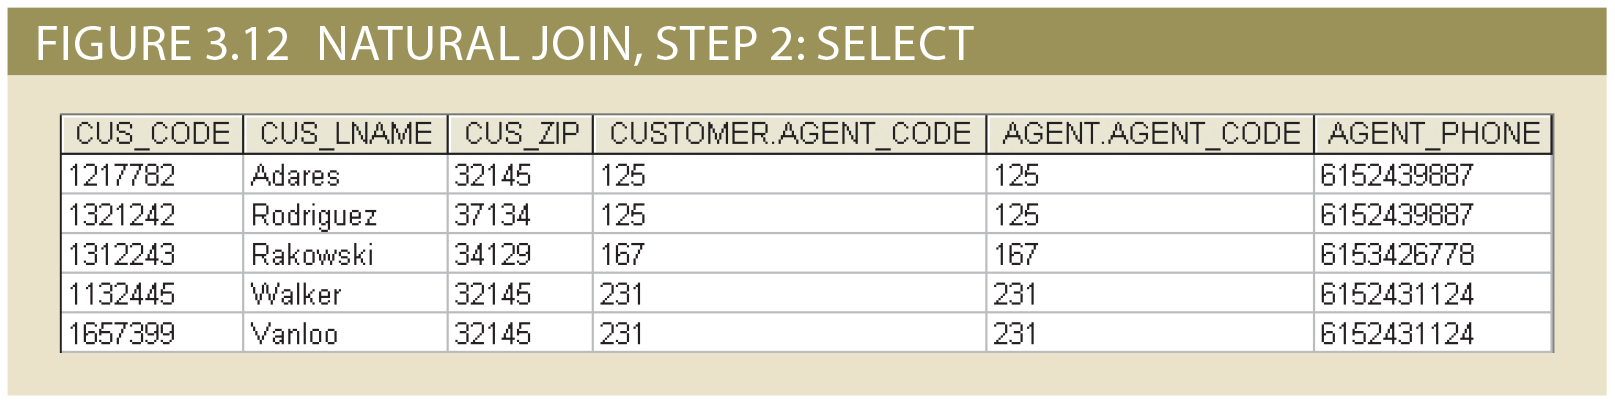 FIGURE 3.12 NATURAL JOIN, STEP 2: SELECT
CUS_CODE CUS_LNAME CUS_ZIP CUSTOMER.AGENT_CODE AGENT.AGENT_CODE AGENT_PHONE
1217782 Adares 32145 125 125 6152439887
1321242 Rodriguez 37134 125 125 6152439887
1312243 Rakowski 34129 167 167 6153426778
1132445 Walker 32145 231 231 6152431124
1657399 Vanloo 32145 231 231 6152431124